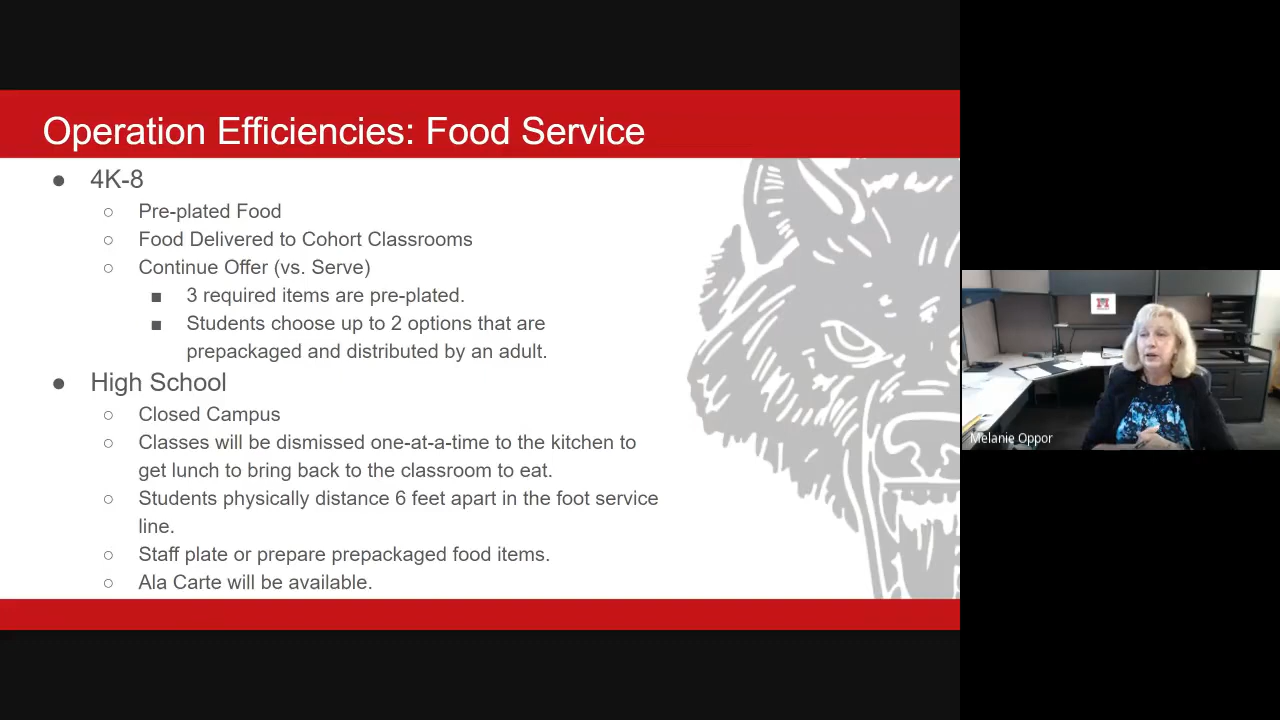 Operation Efficiencies: Food Service
● 4K-8
○ Pre-plated Food
○ Food Delivered to Cohort Classrooms
○ Continue Offer (vs. Serve)
■ 3 required items are pre-plated.
■ Students choose up to 2 options that are
prepackaged and distributed by an adult.
● High School
○ Closed Campus
○ Classes will be dismissed one-at-a-time to the kitchen to
get lunch to bring back to the classroom to eat.
○ Students physically distance 6 feet apart in the foot service
line.
○ Staff plate or prepare prepackaged food items.
○ Ala Carte will be available.
Melanie Oppor